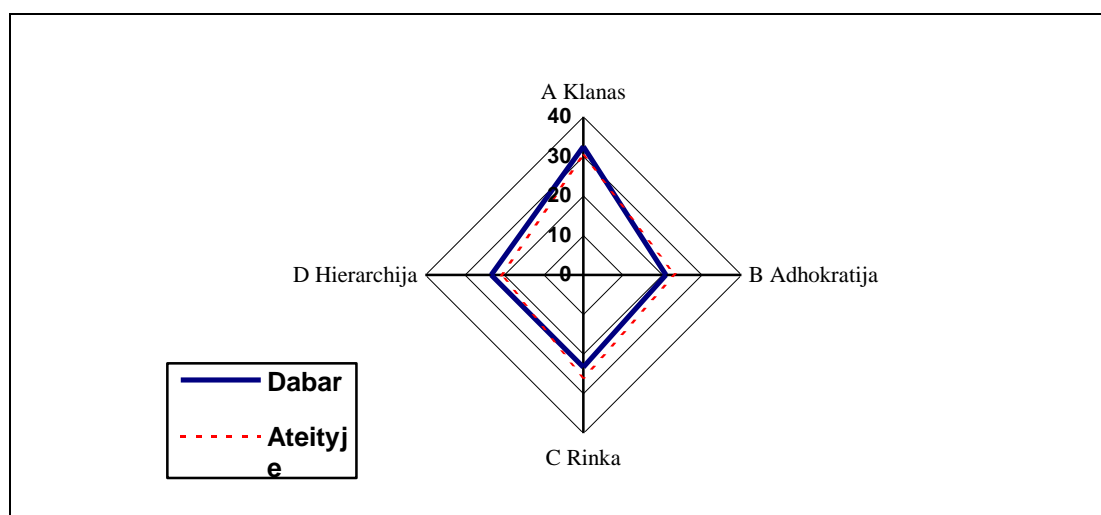 A Klanas
40
30
20
10
0
D Hierarchija
B Adhokratija
C Rinka
Dabar
Ateityj
e